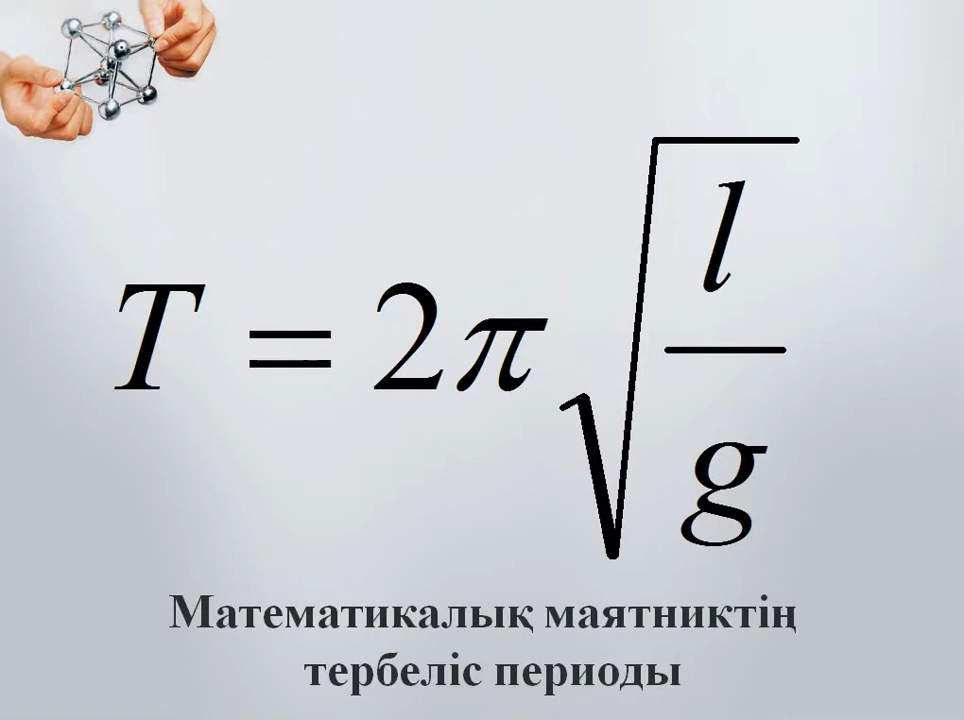 T = 2π√(l/g)
Математикалық маятниктің
тербеліс периоды